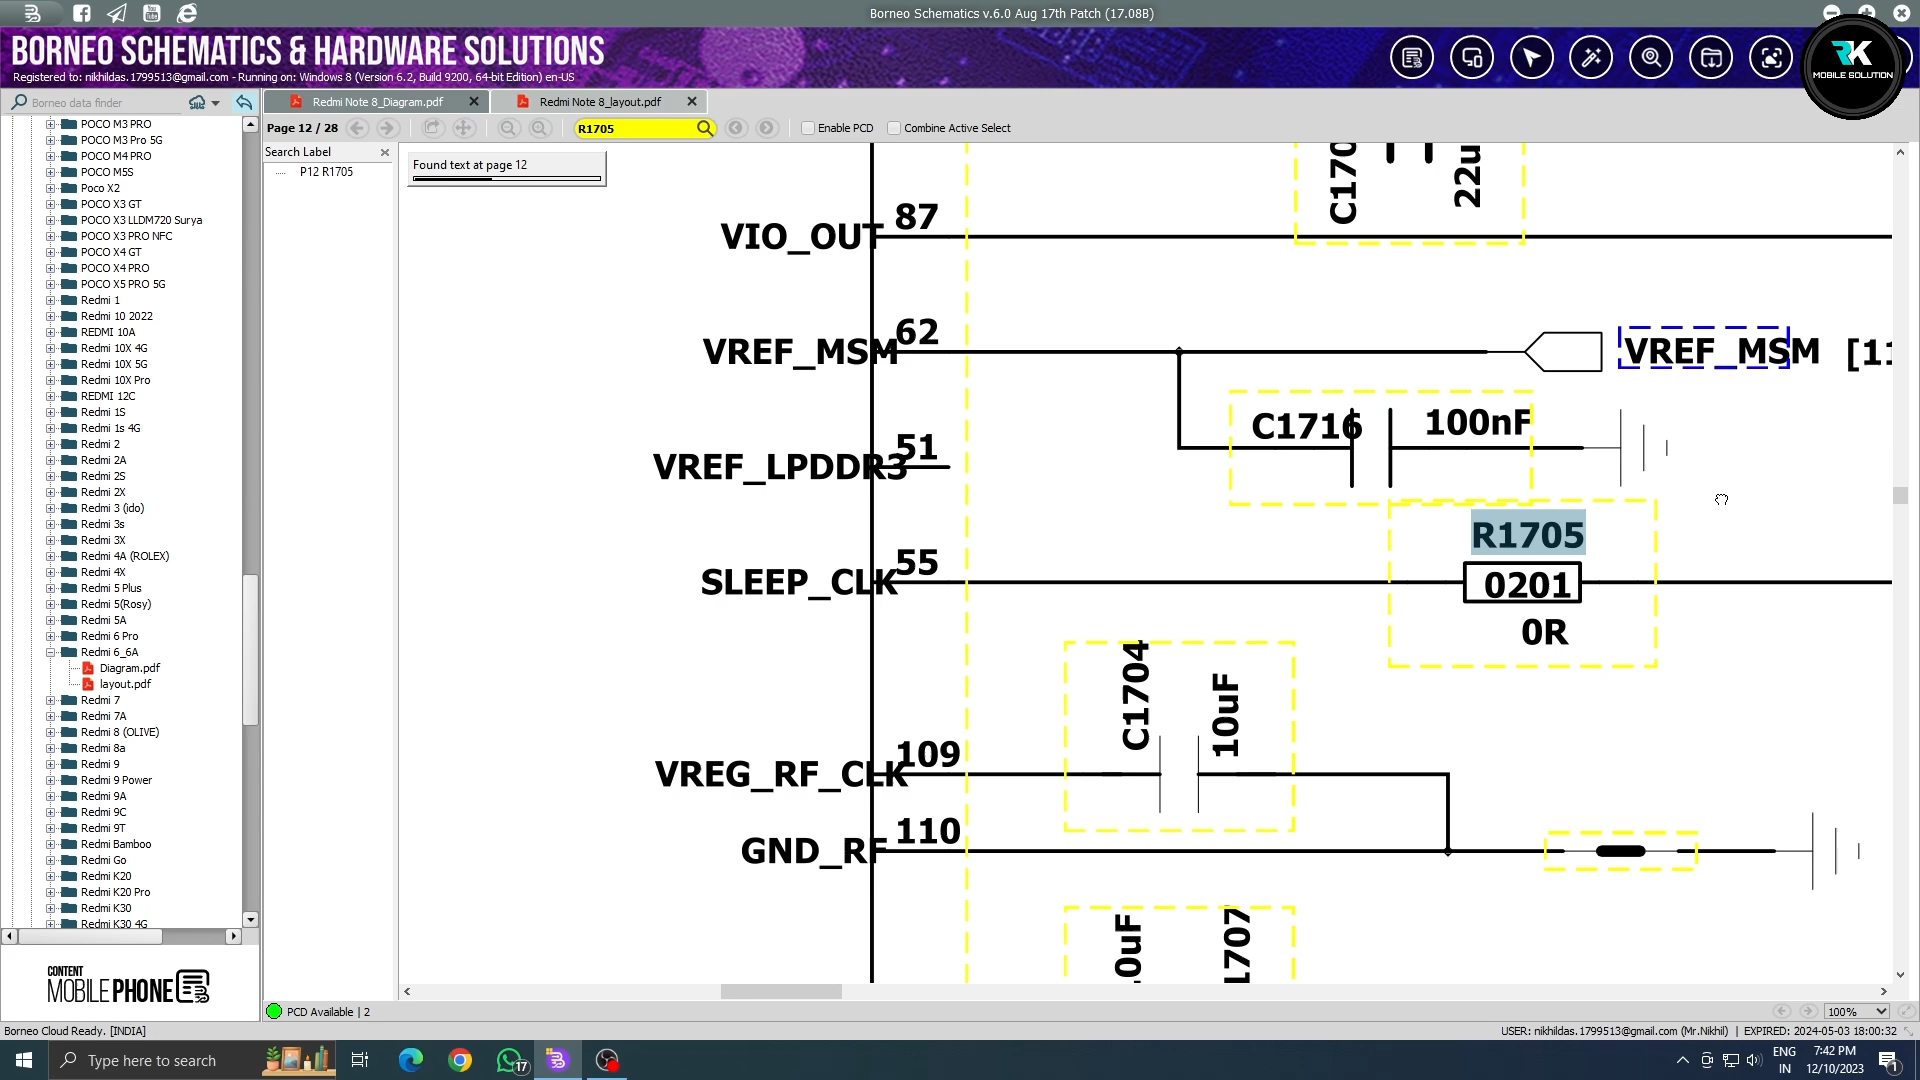 Borneo Schematics v.6.0 Aug 17th Patch (17.08B)
BORNEO SCHEMATICS & HARDWARE SOLUTIONS
Registered to: nikhildas.1799513@gmail.com - Running on: Windows 8 (Version 6.2, Build 9200, 64-bit Edition) en-US
RK
MOBILE SOLUTION
Borneo data finder
Redmi Note 8_Diagram.pdf
Redmi Note 8_layout.pdf
Page 12 / 28
R1705
Enable PCD
Combine Active Select
Search Label
P12 R1705
Found text at page 12
POCO M3 PRO
POCO M3 Pro 5G
POCO M4 PRO
POCO M5S
Poco X2
POCO X3 GT
POCO X3 LLDM720 Surya
POCO X3 PRO NFC
POCO X4 GT
POCO X4 PRO
POCO X5 PRO 5G
Redmi 1
Redmi 10 2022
REDMI 10A
Redmi 10X 4G
Redmi 10X 5G
Redmi 10X Pro
REDMI 12C
Redmi 1S
Redmi 1s 4G
Redmi 2
Redmi 2A
Redmi 2S
Redmi 2X
Redmi 3 (ido)
Redmi 3s
Redmi 3X
Redmi 4A (ROLEX)
Redmi 4X
Redmi 5 Plus
Redmi 5(Rosy)
Redmi 5A
Redmi 6 Pro
Redmi 6_6A
Diagram.pdf
layout.pdf
Redmi 7
Redmi 7A
Redmi 8 (OLIVE)
Redmi 8a
Redmi 9
Redmi 9 Power
Redmi 9A
Redmi 9C
Redmi 9T
Redmi Bamboo
Redmi Go
Redmi K20
Redmi K20 Pro
Redmi K30
Redmi K30 4G
C170
22u
VIO_OUT
87
VREF_MSM
62
VREF_MSM [11
C1716
100nF
VREF_LPDDR3
51
R1705
0201
0R
SLEEP_CLK
55
C1704
10uF
VREG_RF_CLK
109
GND_RF
110
.0uF
1707
CONTENT
MOBILE PHONE
PCD Available | 2
100%
Borneo Cloud Ready. [INDIA]
USER: nikhildas.1799513@gmail.com (Mr.Nikhil) | EXPIRED: 2024-05-03 18:00:32
Type here to search
17
ENG
IN
7:42 PM
12/10/2023
1